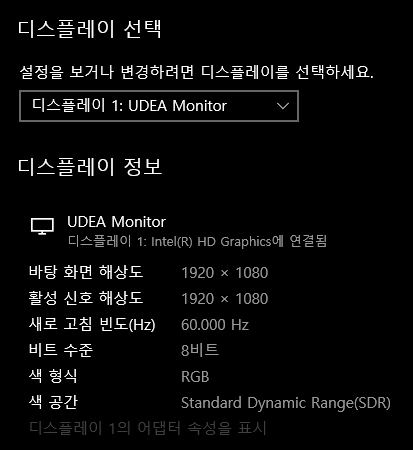 디스플레이 선택
설정을 보거나 변경하려면 디스플레이를 선택하세요.
디스플레이 1: UDEA Monitor
디스플레이 정보
UDEA Monitor
디스플레이 1: Intel(R) HD Graphics에 연결됨
바탕 화면 해상도 1920 × 1080
활성 신호 해상도 1920 × 1080
새로 고침 빈도(Hz) 60.000 Hz
비트 수준 8비트
색 형식 RGB
색 공간 Standard Dynamic Range(SDR)
디스플레이 1의 어댑터 속성을 표시